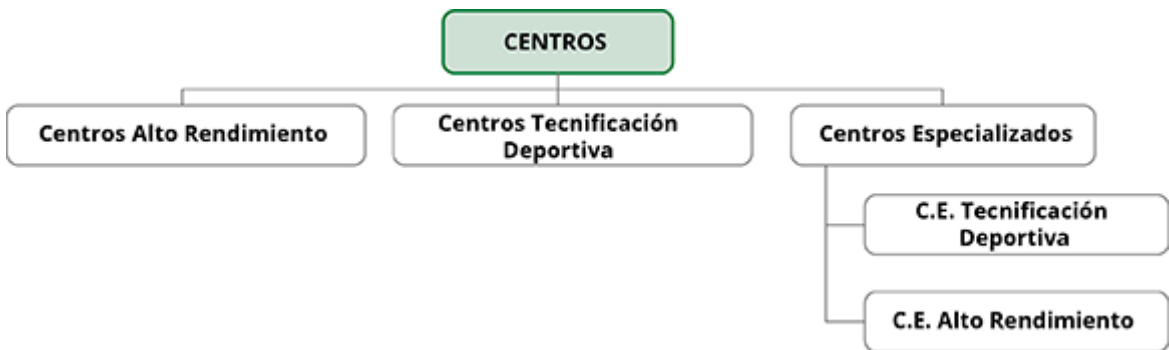 CENTROS
Centros Alto Rendimiento
Centros Tecnificación
Deportiva
Centros Especializados
C.E. Tecnificación
Deportiva
C.E. Alto Rendimiento